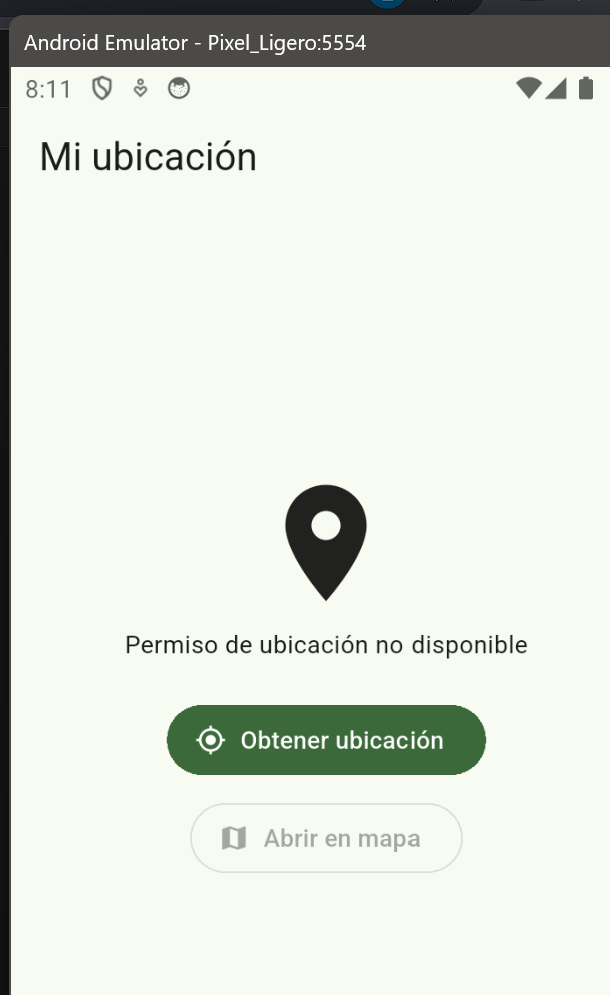 Android Emulator - Pixel_Ligero:5554
8:11
Mi ubicación
Permiso de ubicación no disponible
Obtener ubicación
Abrir en mapa